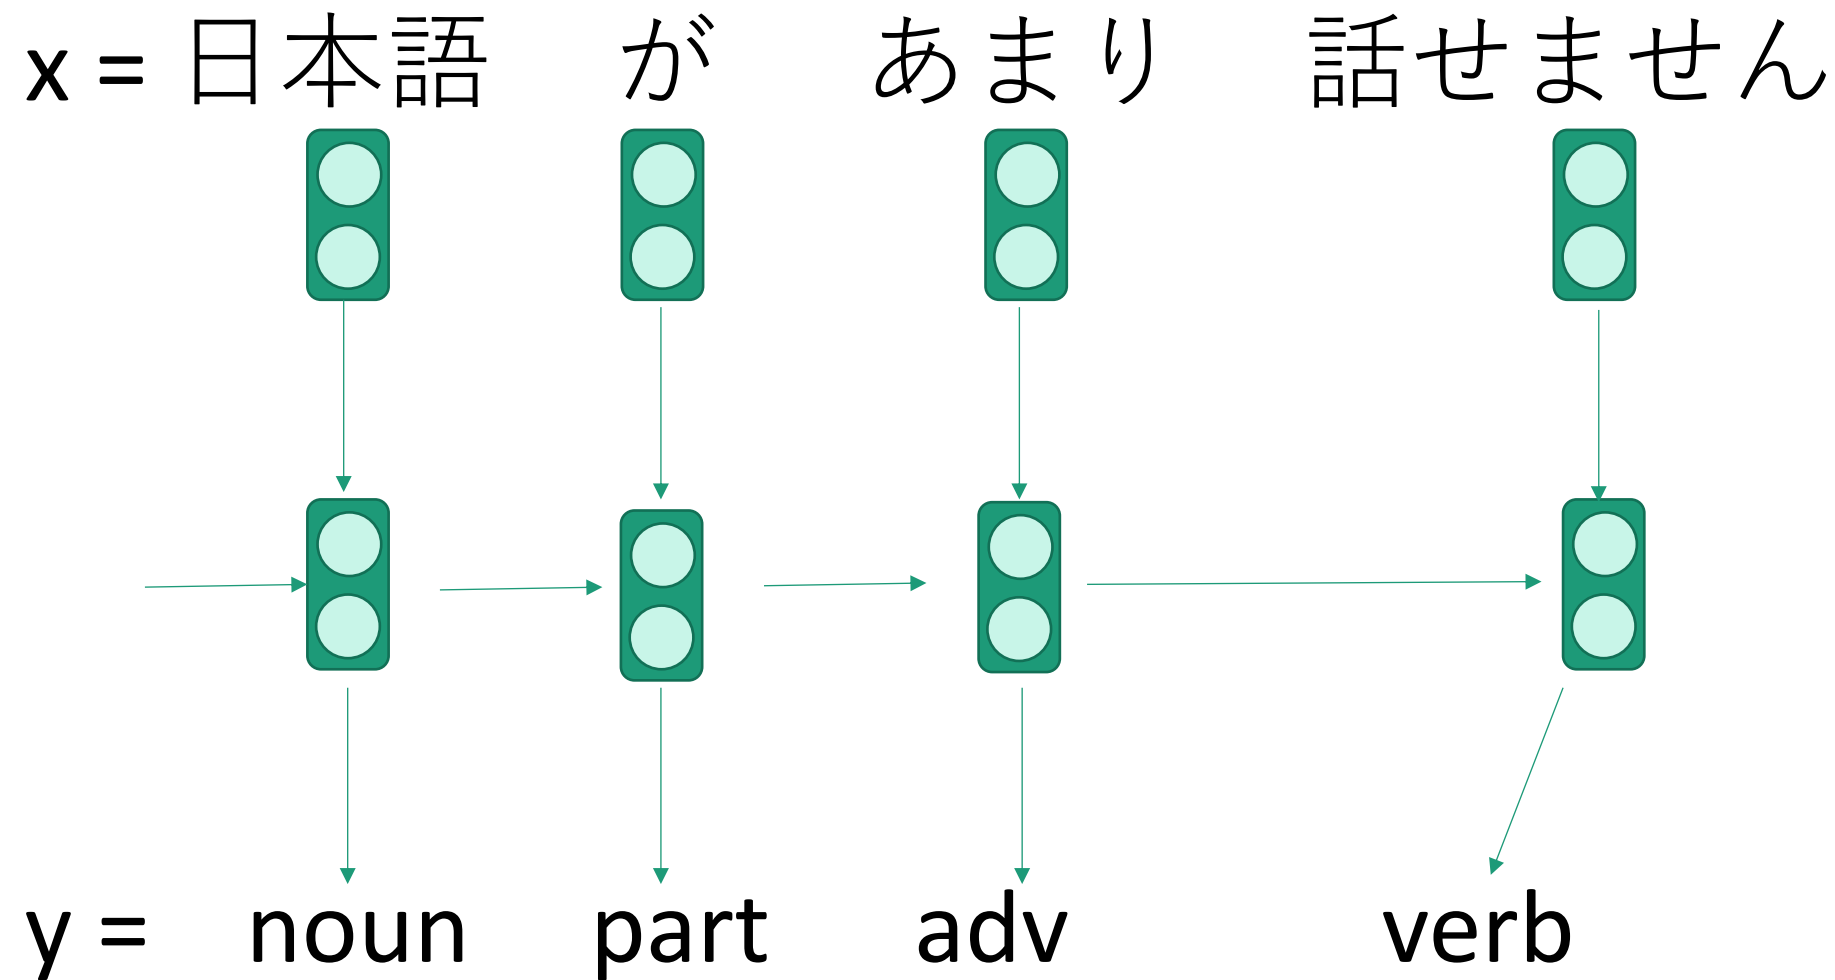 x = 日本語 が あまり 話せません
y = noun part adv verb